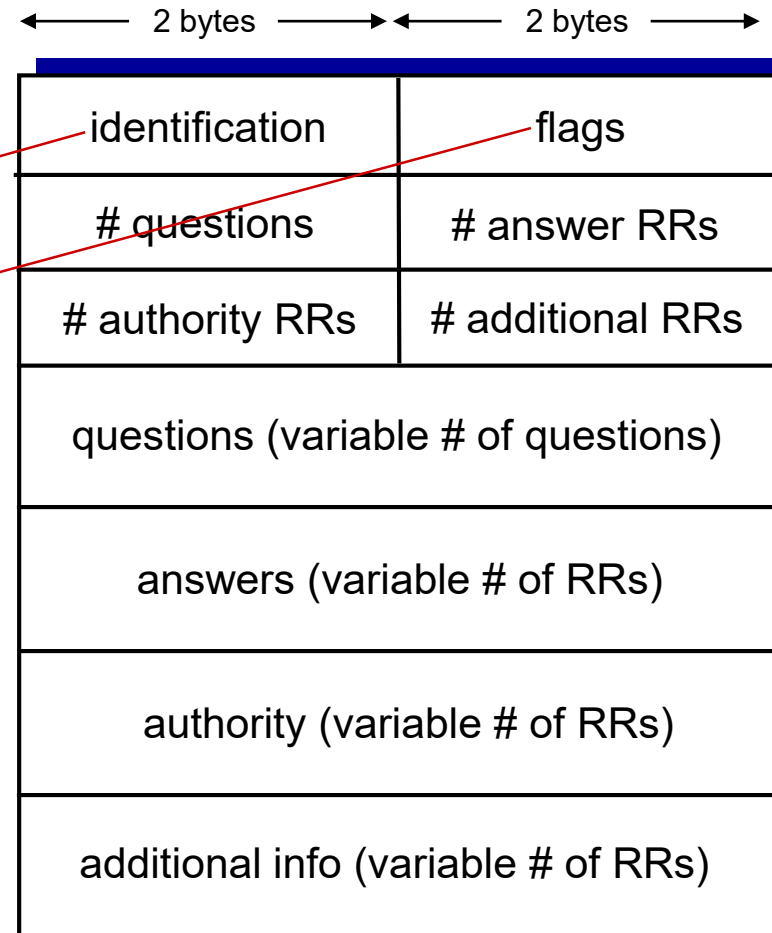 2 bytes 2 bytes
identification flags
# questions # answer RRs
# authority RRs # additional RRs
questions (variable # of questions)
answers (variable # of RRs)
authority (variable # of RRs)
additional info (variable # of RRs)